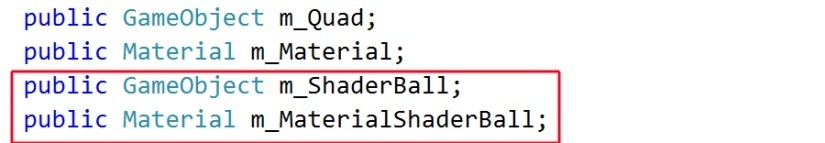 public GameObject m_Quad;
public Material m_Material;
public GameObject m_ShaderBall;
public Material m_MaterialShaderBall;